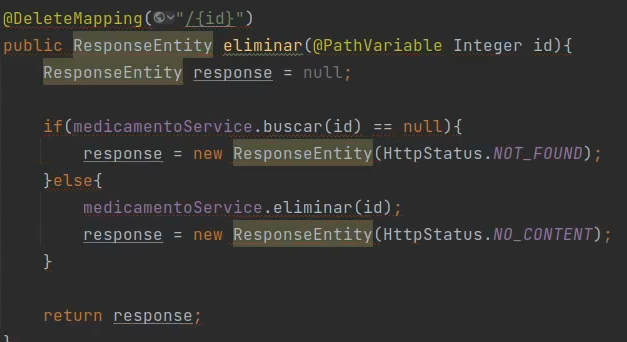 @DeleteMapping("/{id}")
public ResponseEntity eliminar(@PathVariable Integer id){
ResponseEntity response = null;
if(medicamentoService.buscar(id) == null){
response = new ResponseEntity(HttpStatus.NOT_FOUND);
}else{
medicamentoService.eliminar(id);
response = new ResponseEntity(HttpStatus.NO_CONTENT);
}
return response;
}